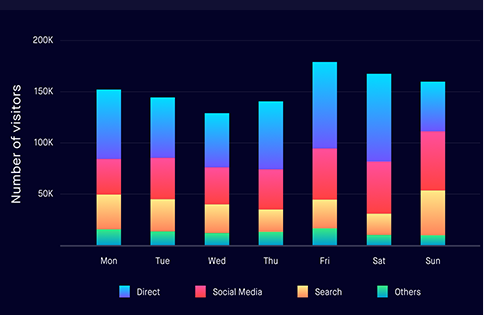 200K
150K
100K
50K
Number of visitors
Mon Tue Wed Thu Fri Sat Sun
Direct Social Media Search Others